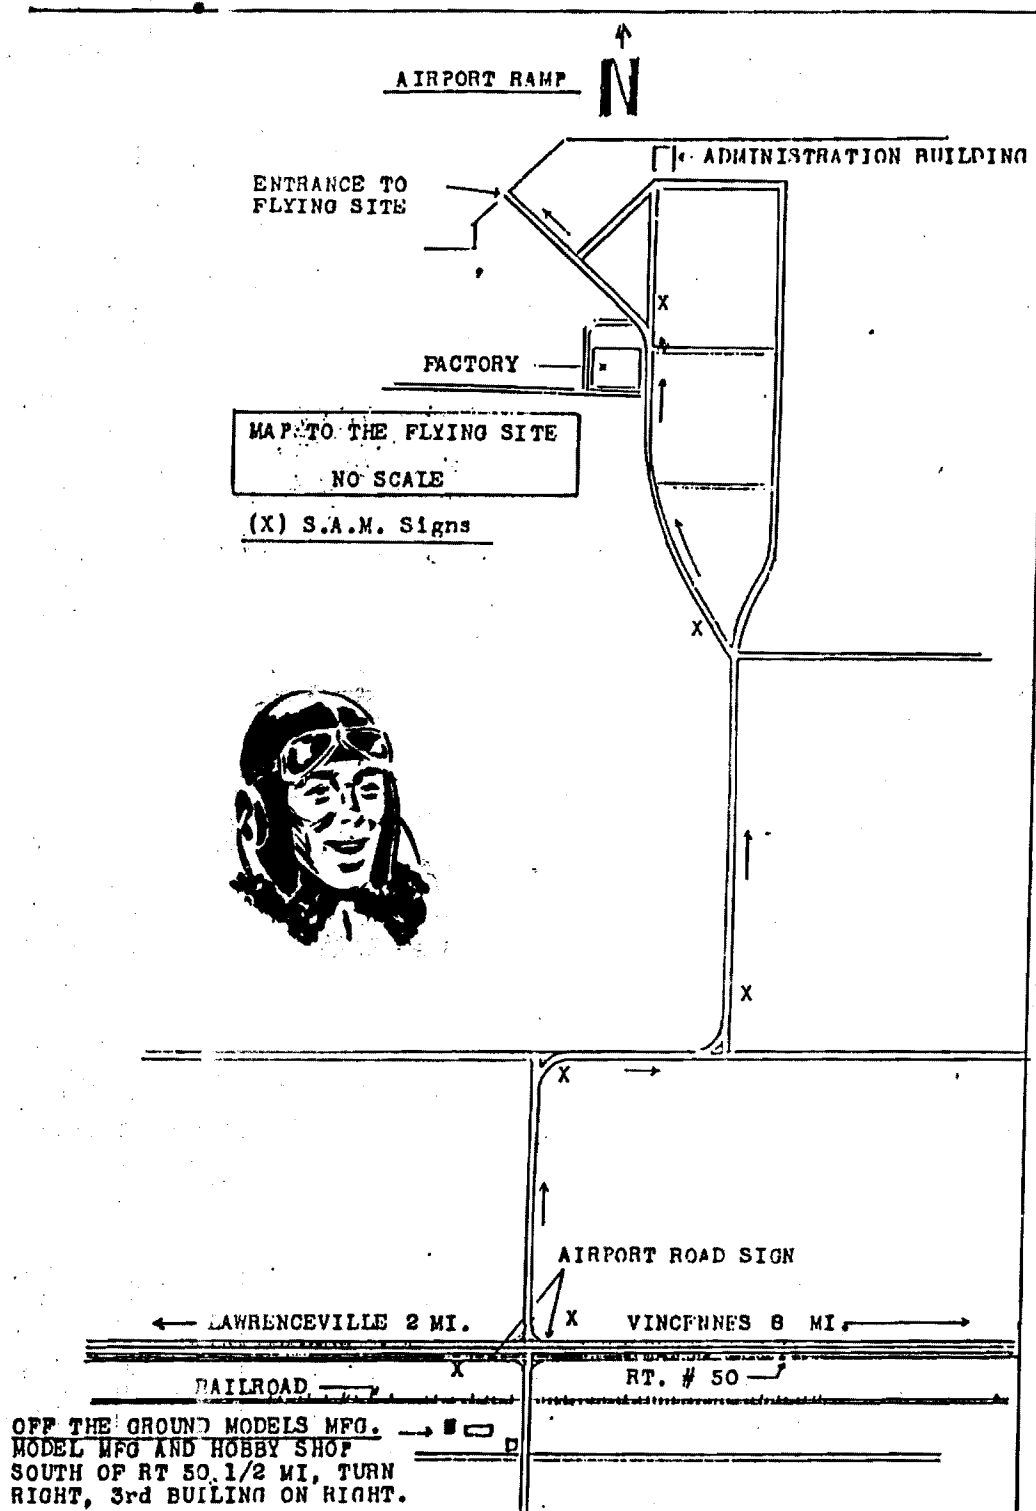 N
AIRPORT RAMP
ADMINISTRATION BUILDING
ENTRANCE TO
FLYING SITE
X
FACTORY
x
MAP TO THE FLYING SITE
NO SCALE
(X) S.A.M. Signs
X
X
X
AIRPORT ROAD SIGN
X
LAWRENCEVILLE 2 MI.
VINCENNES 8 MI.
X
RT. # 50
RAILROAD
OFF THE GROUND MODELS MFG.
MODEL MFG AND HOBBY SHOP
SOUTH OF RT 50 1/2 MI, TURN
RIGHT, 3rd BUILING ON RIGHT.